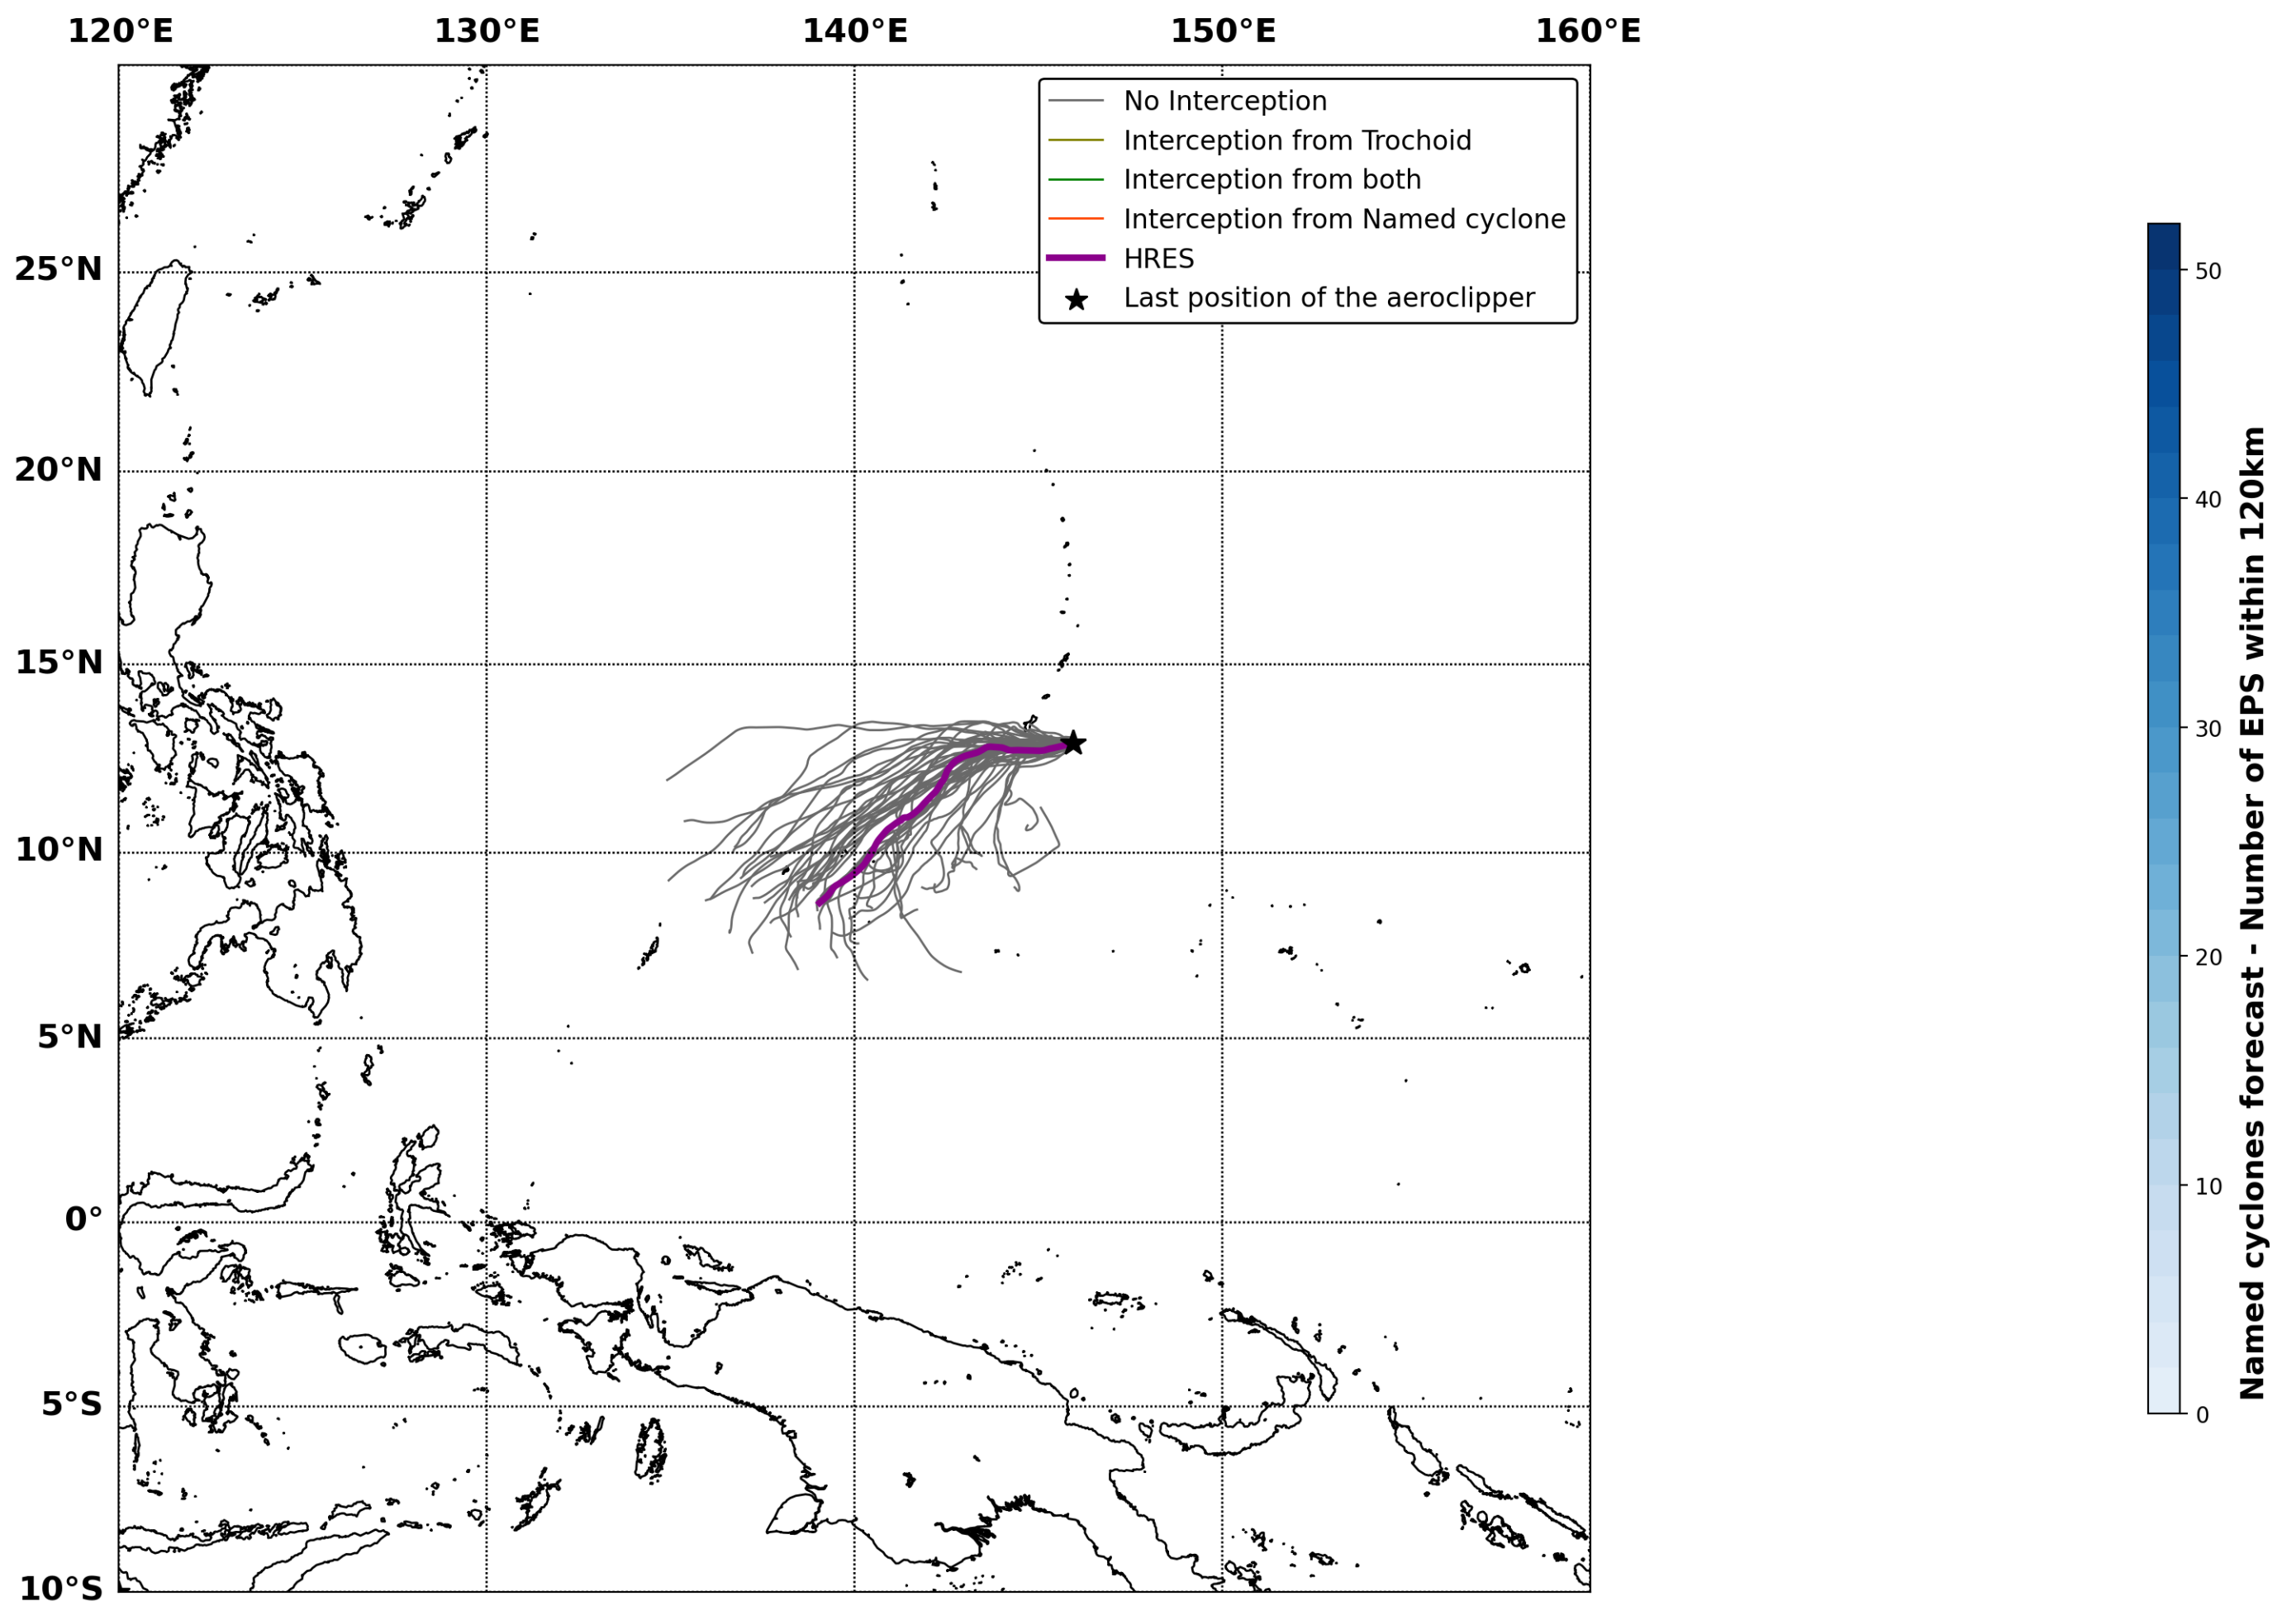 120°E 130°E 140°E 150°E 160°E
No Interception
Interception from Trochoid
Interception from both
Interception from Named cyclone
HRES
Last position of the aeroclipper
25°N
20°N
15°N
10°N
5°N
0°
5°S
10°S
50
40
30
20
10
0
Named cyclones forecast - Number of EPS within 120km